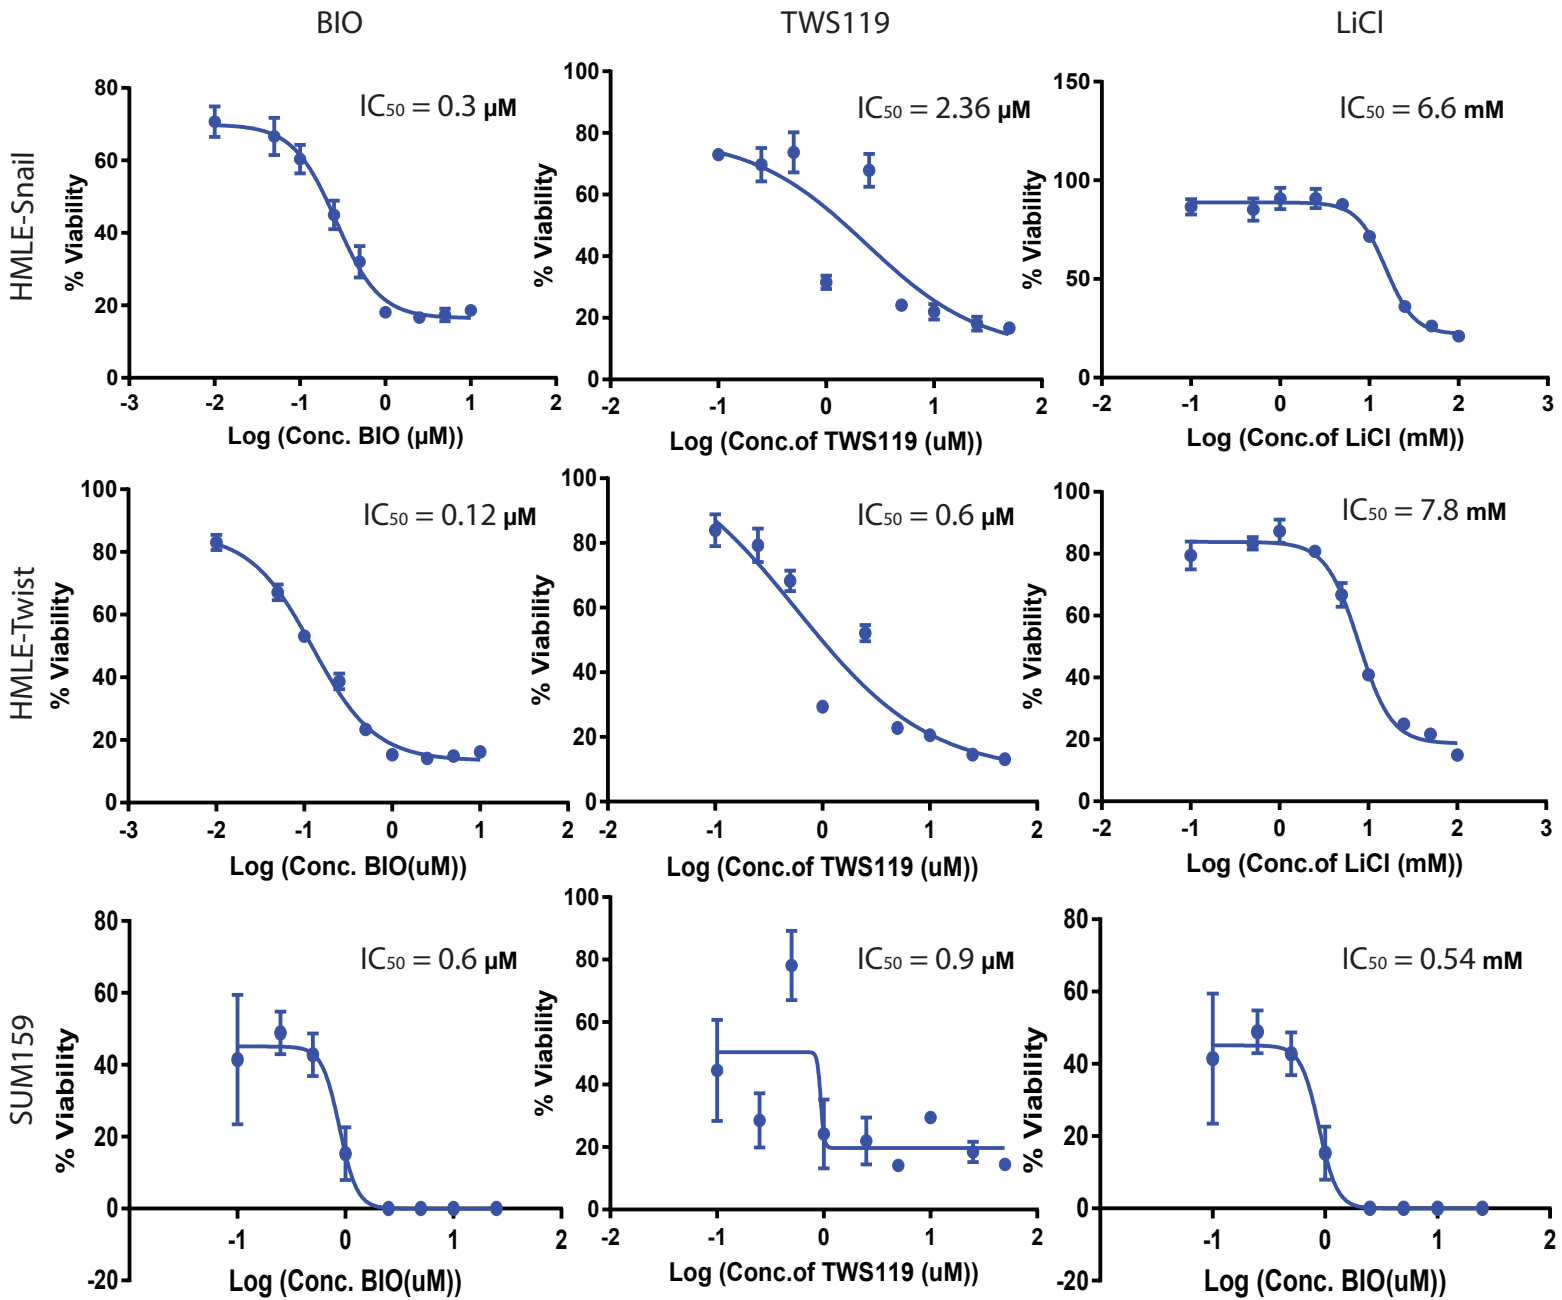 BIO TWS119 LiCl
HMLE-Snail
80
60
40
20
0
-3 -2 -1 0 1 2
% Viability
Log (Conc. BIO (µM))
IC50 = 0.3 µM
100
80
60
40
20
0
-2 -1 0 1 2
% Viability
Log (Conc.of TWS119 (uM))
IC50 = 2.36 µM
150
100
50
0
-2 -1 0 1 2 3
% Viability
Log (Conc.of LiCl (mM))
IC50 = 6.6 mM
HMLE-Twist
100
80
60
40
20
0
-3 -2 -1 0 1 2
% Viability
Log (Conc. BIO(uM))
IC50 = 0.12 µM
100
80
60
40
20
0
-2 -1 0 1 2
% Viability
Log (Conc.of TWS119 (uM))
IC50 = 0.6 µM
100
80
60
40
20
0
-2 -1 0 1 2 3
% Viability
Log (Conc.of LiCl (mM))
IC50 = 7.8 mM
SUM159
80
60
40
20
0
-20
-1 0 1 2
% Viability
Log (Conc. BIO(uM))
IC50 = 0.6 µM
100
80
60
40
20
0
-2 -1 0 1 2
% Viability
Log (Conc.of TWS119 (uM))
IC50 = 0.9 µM
80
60
40
20
0
-20
-1 0 1 2
% Viability
Log (Conc. BIO(uM))
IC50 = 0.54 mM